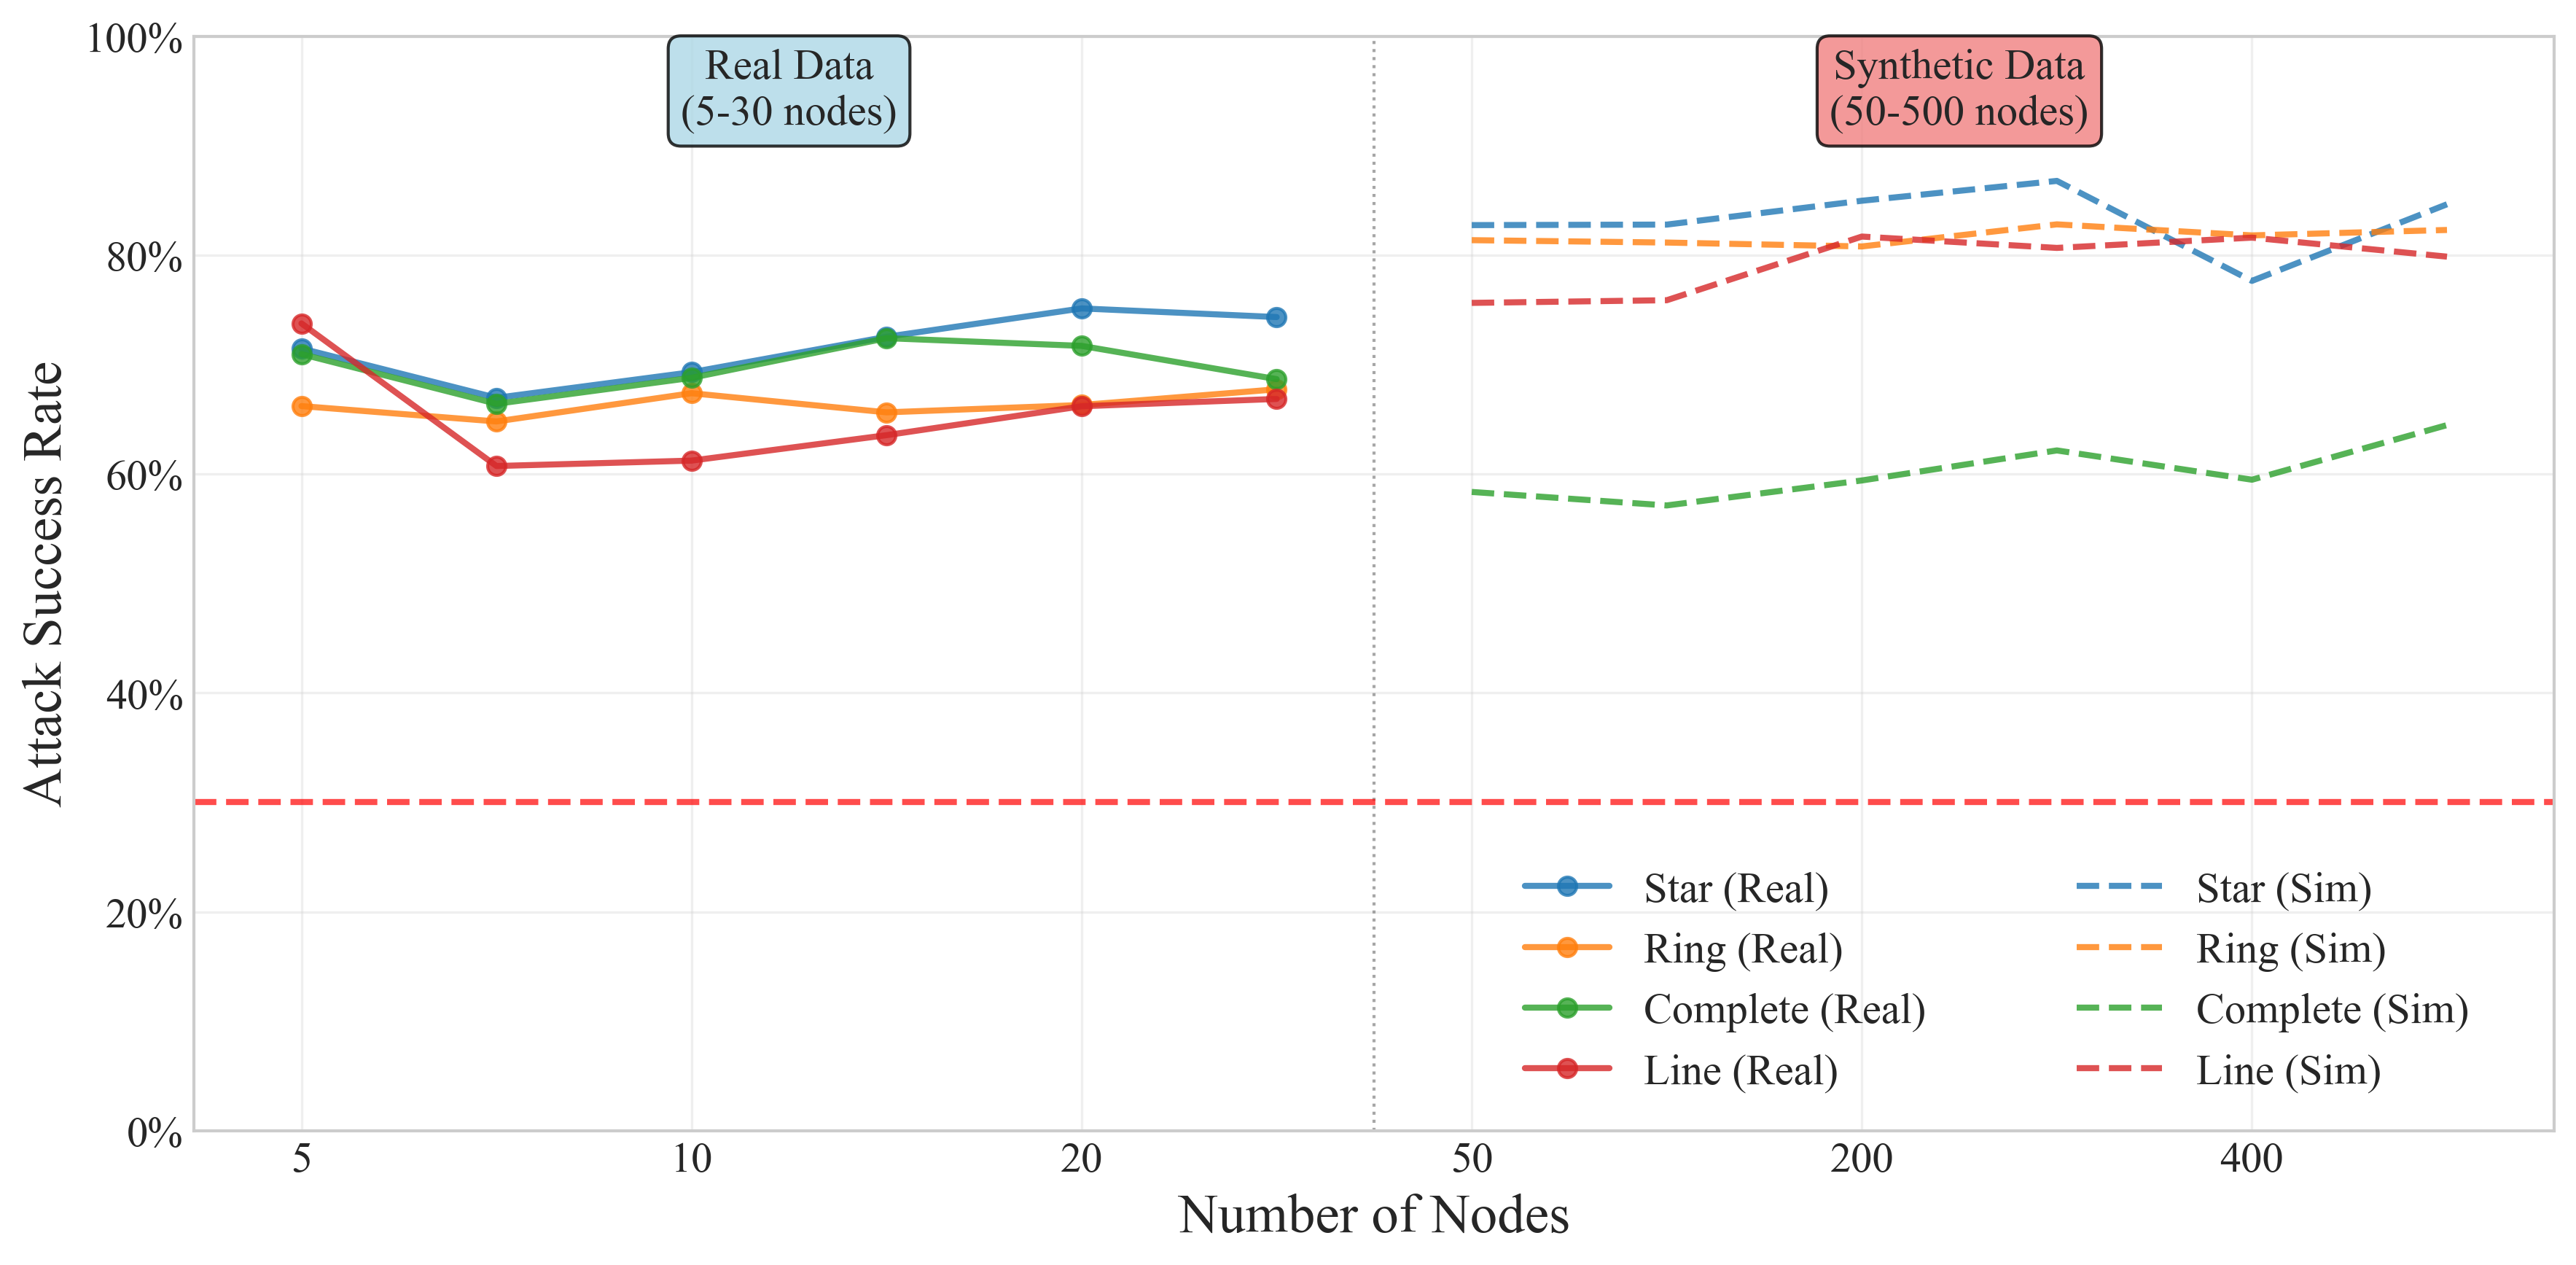 Real Data
(5-30 nodes)
Synthetic Data
(50-500 nodes)
100%
80%
60%
40%
20%
0%
Attack Success Rate
Star (Real)
Ring (Real)
Complete (Real)
Line (Real)
Star (Sim)
Ring (Sim)
Complete (Sim)
Line (Sim)
5
10
20
50
200
400
Number of Nodes